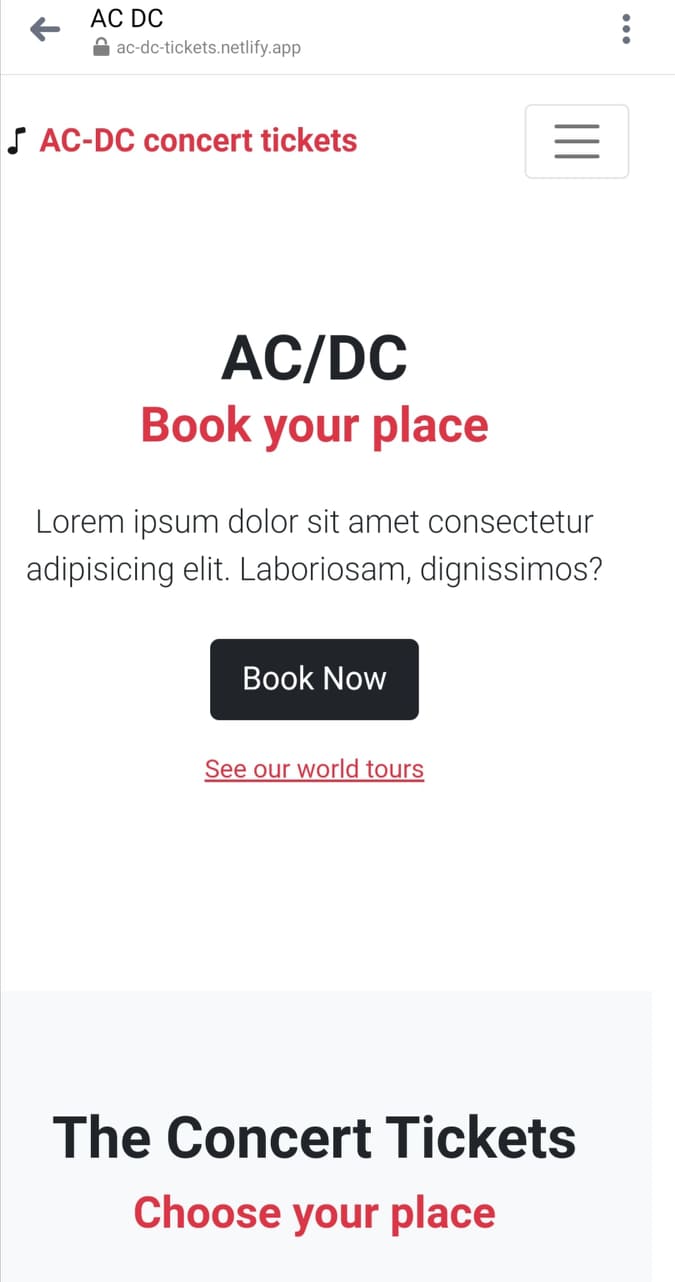 AC DC
ac-dc-tickets.netlify.app
AC-DC concert tickets
AC/DC
Book your place
Lorem ipsum dolor sit amet consectetur
adipisicing elit. Laboriosam, dignissimos?
Book Now
See our world tours
The Concert Tickets
Choose your place